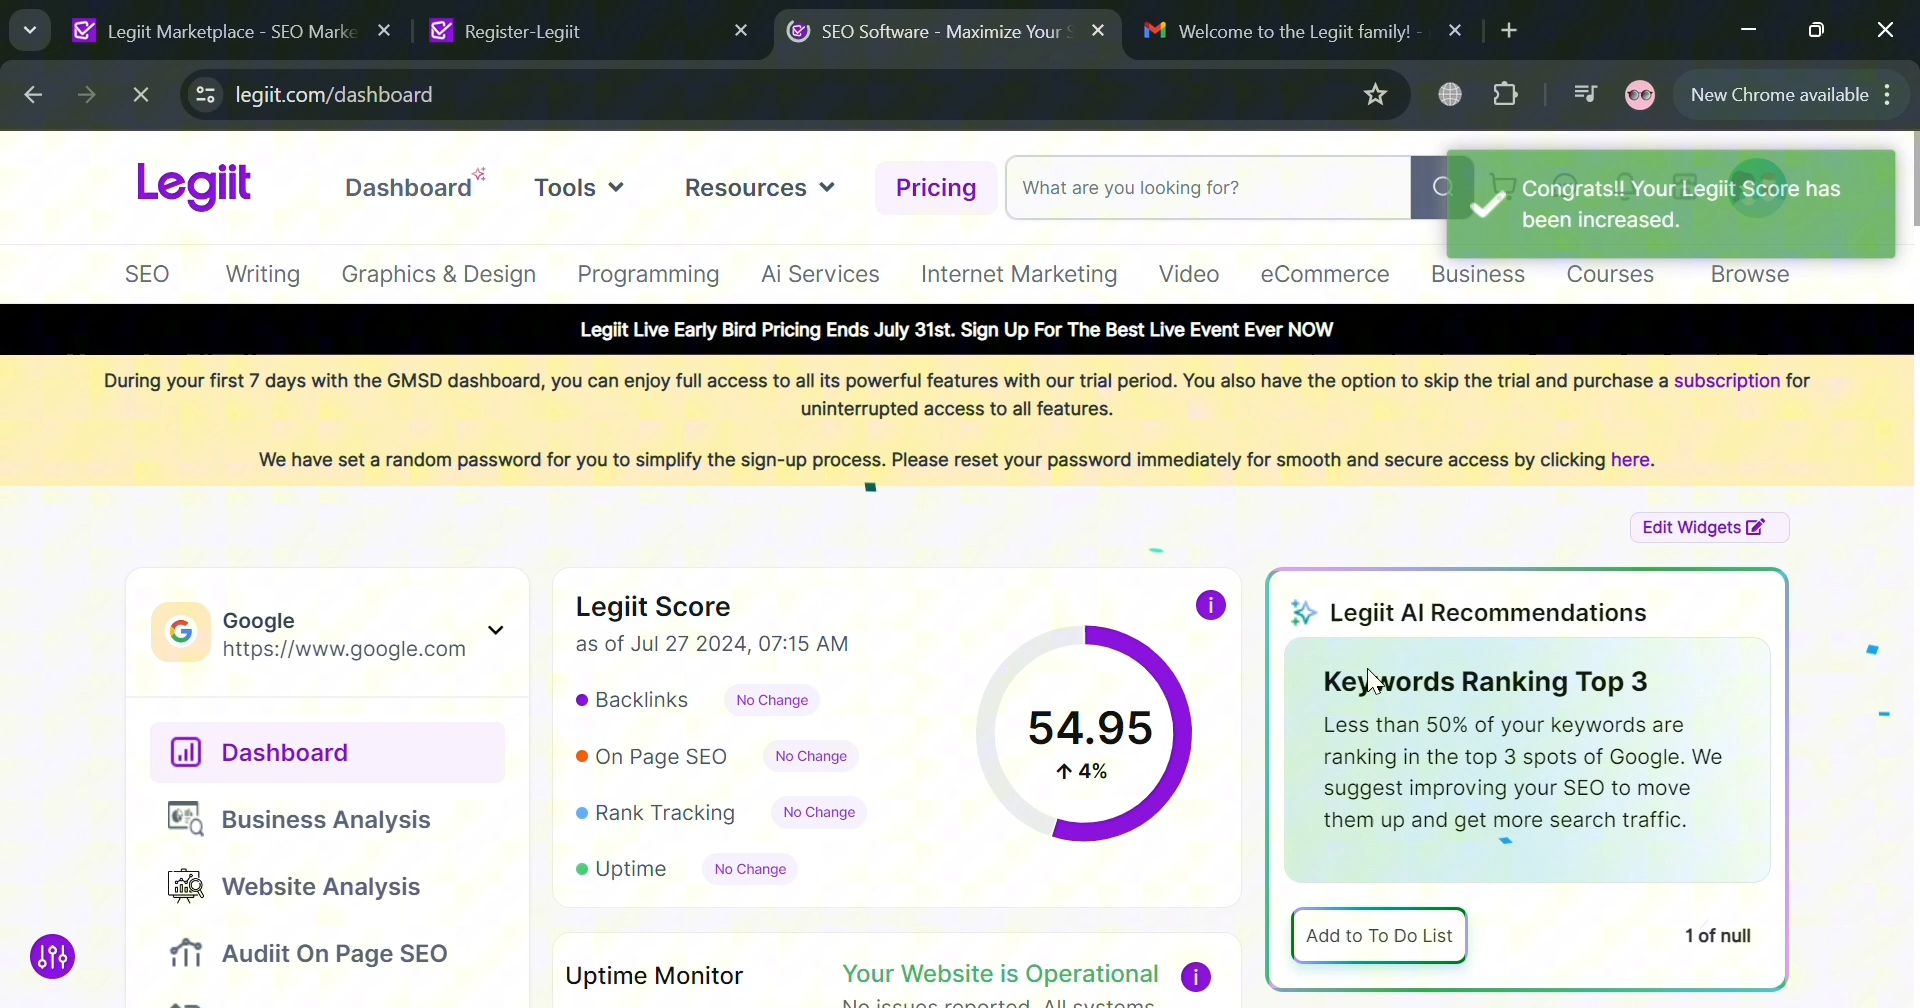 Legiit Marketplace - SEO Marke
Register-Legiit
SEO Software - Maximize Your S
Welcome to the Legiit family! -
legiit.com/dashboard
New Chrome available
Legiit
Dashboard
Tools
Resources
Pricing
What are you looking for?
Congrats!! Your Legiit Score has
been increased.
SEO
Writing
Graphics & Design
Programming
Ai Services
Internet Marketing
Video
eCommerce
Business
Courses
Browse
Legiit Live Early Bird Pricing Ends July 31st. Sign Up For The Best Live Event Ever NOW
During your first 7 days with the GMSD dashboard, you can enjoy full access to all its powerful features with our trial period. You also have the option to skip the trial and purchase a subscription for
uninterrupted access to all features.
We have set a random password for you to simplify the sign-up process. Please reset your password immediately for smooth and secure access by clicking here.
Edit Widgets
Google
https://www.google.com
Dashboard
Business Analysis
Website Analysis
Audiit On Page SEO
Legiit Score
as of Jul 27 2024, 07:15 AM
Backlinks No Change
On Page SEO No Change
Rank Tracking No Change
Uptime No Change
54.95
↑ 4%
Uptime Monitor
Your Website is Operational
No issues reported. All systems
Legiit AI Recommendations
Keywords Ranking Top 3
Less than 50% of your keywords are
ranking in the top 3 spots of Google. We
suggest improving your SEO to move
them up and get more search traffic.
Add to To Do List
1 of null